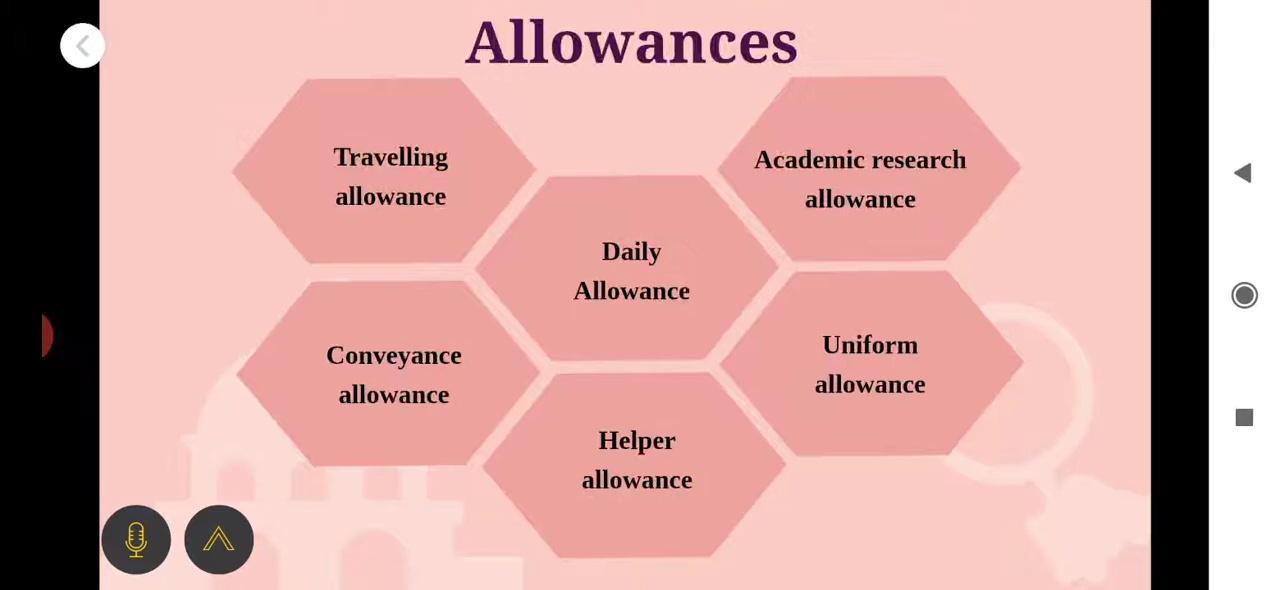 Allowances
Travelling
allowance
Academic research
allowance
Daily
Allowance
Conveyance
allowance
Uniform
allowance
Helper
allowance